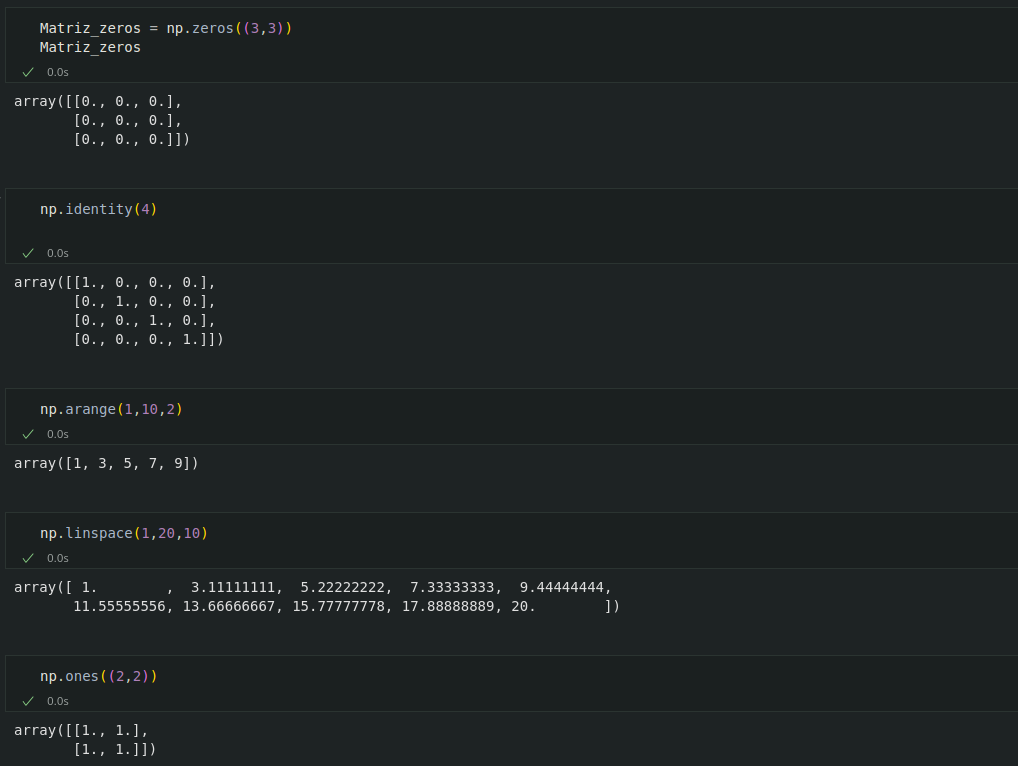 Matriz_zeros = np.zeros((3,3))
Matriz_zeros
✓ 0.0s
array([[0., 0., 0.],
       [0., 0., 0.],
       [0., 0., 0.]])
np.identity(4)
✓ 0.0s
array([[1., 0., 0., 0.],
       [0., 1., 0., 0.],
       [0., 0., 1., 0.],
       [0., 0., 0., 1.]])
np.arange(1,10,2)
✓ 0.0s
array([1, 3, 5, 7, 9])
np.linspace(1,20,10)
✓ 0.0s
array([ 1.        ,  3.11111111,  5.22222222,  7.33333333,  9.44444444,
       11.55555556, 13.66666667, 15.77777778, 17.88888889, 20.        ])
np.ones((2,2))
✓ 0.0s
array([[1., 1.],
       [1., 1.]])